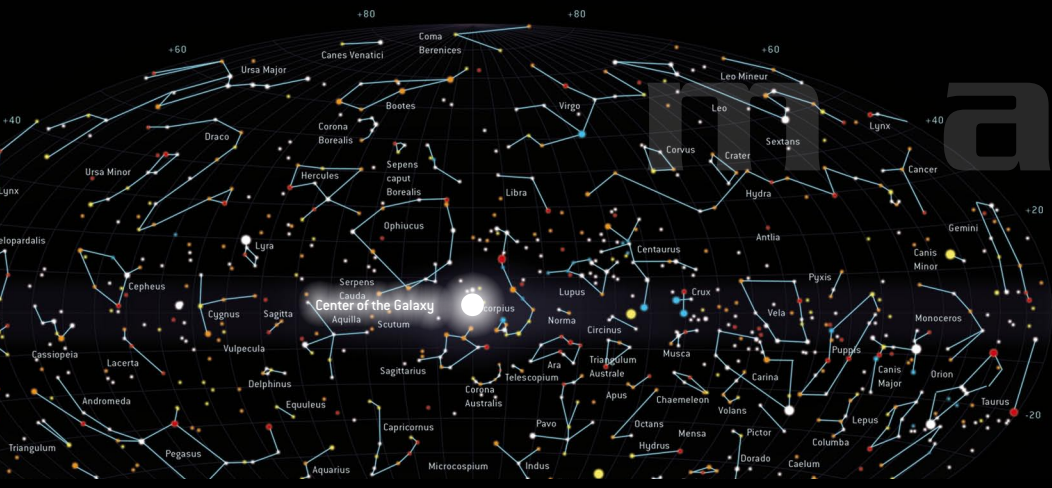 +80
+80
Coma
Berenices
Canes Venatici
+60
+60
Ursa Major
Leo Mineur
m a
Bootes
Virgo
Leo
+40
Corona
Borealis
Lynx
+40
Draco
Sextans
Corvus
Crater
Ursa Minor
Hercules
Sepens
caput
Borealis
Cancer
Lynx
Libra
Hydra
+20
Ophiucus
Gemini
elopardalis
Lyra
Centaurus
Antlia
Canis
Minor
Cepheus
Serpens
Cauda
Lupus
Crux
Pyxis
Center of the Galaxy
corpius
Cygnus
Sagitta
Aquilla
Scutum
Norma
Circinus
Vela
Monoceros
Cassiopeia
Lacerta
Vulpecula
Musca
Puppis
Sagittarius
Ara
Telescopium
Triangulum
Australe
Canis
Major
Orion
Delphinus
Corona
Australis
Apus
Carina
Andromeda
Equuleus
Chaemeleon
Volans
Taurus
-20
Triangulum
Pegasus
Capricornus
Pavo
Octans
Mensa
Pictor
Lepus
Columba
Hydrus
Aquarius
Microcospium
Indus
Dorado
Caelum